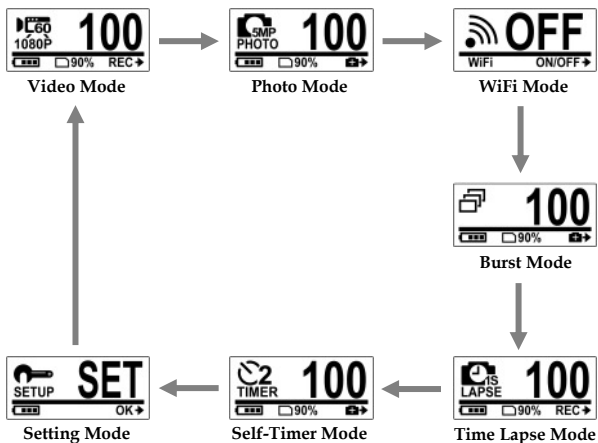 60
1080P
100
90%
REC
Video Mode
5MP
PHOTO
100
90%
Photo Mode
OFF
WiFi
ON/OFF
WiFi Mode
100
90%
Burst Mode
1S
LAPSE
100
90%
REC
Time Lapse Mode
2
TIMER
100
90%
Self-Timer Mode
SETUP
SET
OK
Setting Mode